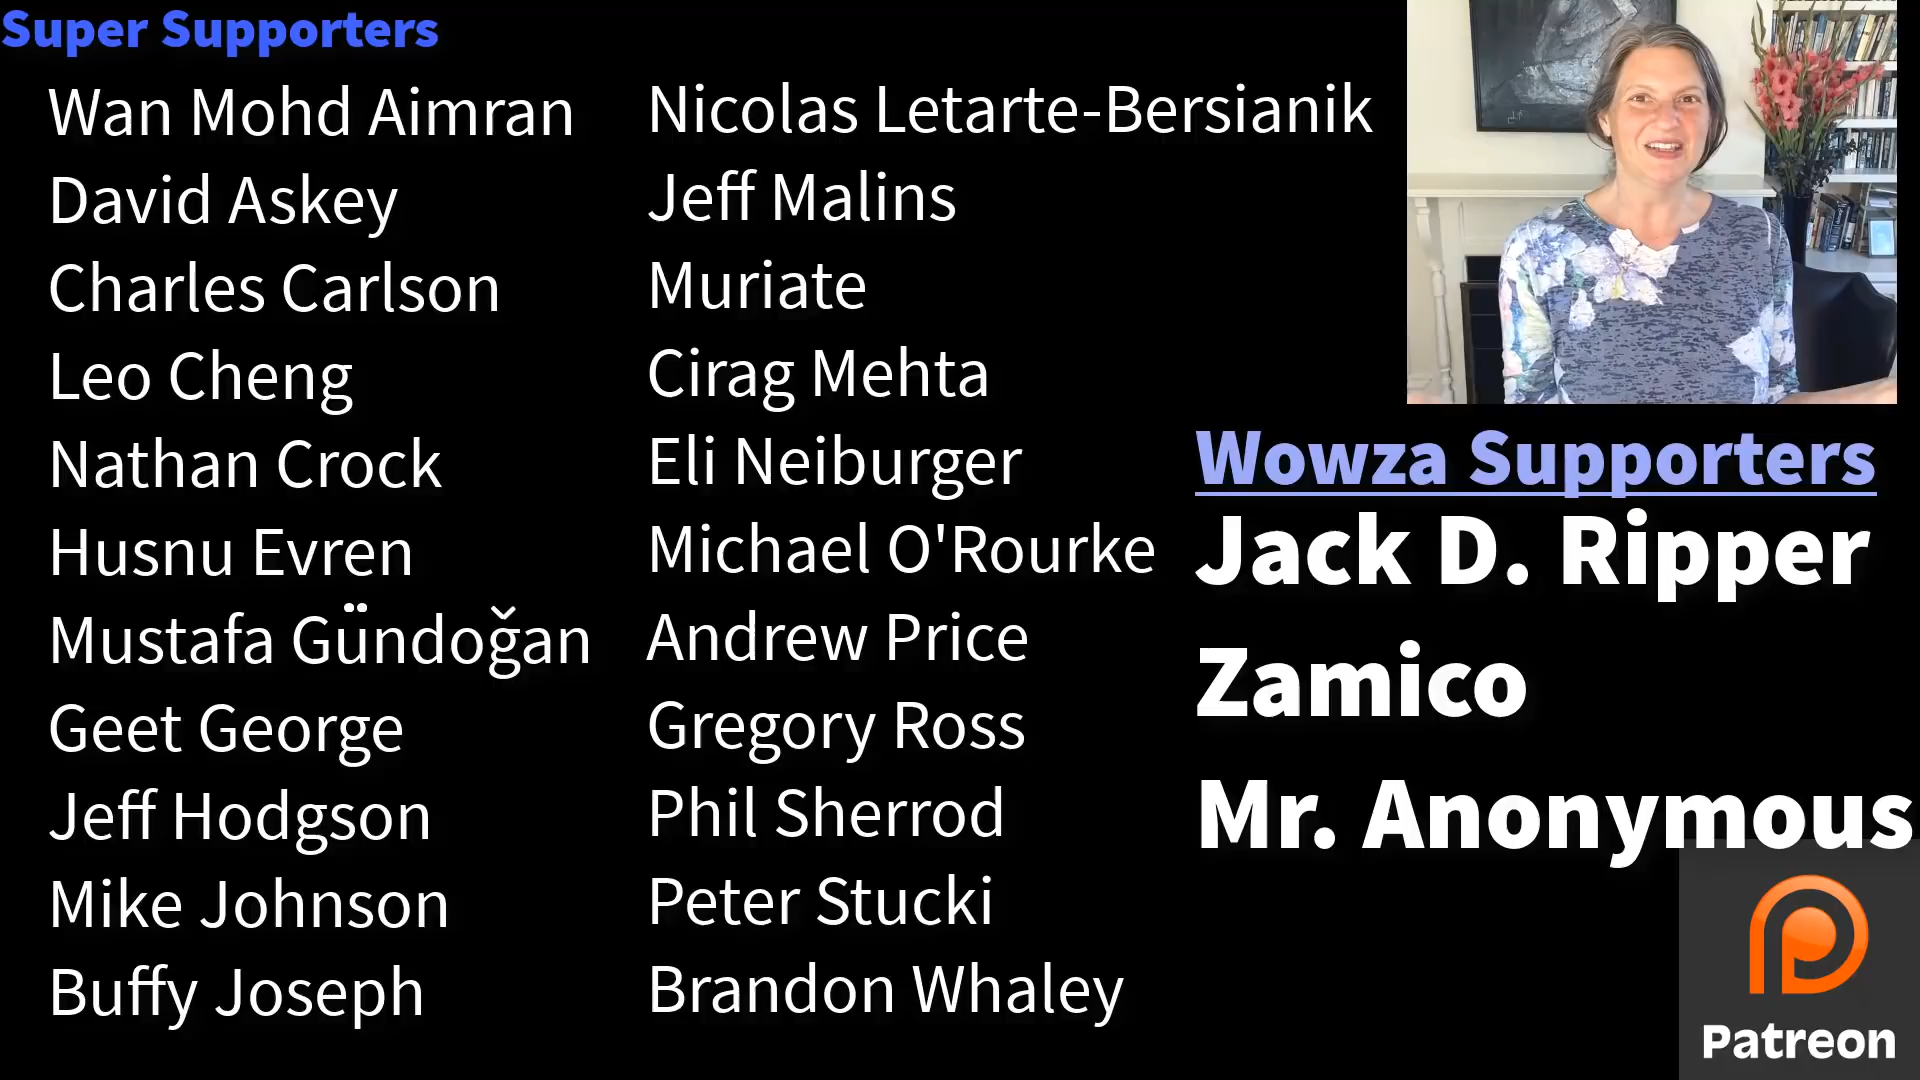 Super Supporters
Wan Mohd Aimran
David Askey
Charles Carlson
Leo Cheng
Nathan Crock
Husnu Evren
Mustafa Gündoğan
Geet George
Jeff Hodgson
Mike Johnson
Buffy Joseph
Nicolas Letarte-Bersianik
Jeff Malins
Muriate
Cirag Mehta
Eli Neiburger
Michael O'Rourke
Andrew Price
Gregory Ross
Phil Sherrod
Peter Stucki
Brandon Whaley
Wowza Supporters
Jack D. Ripper
Zamico
Mr. Anonymous
Patreon